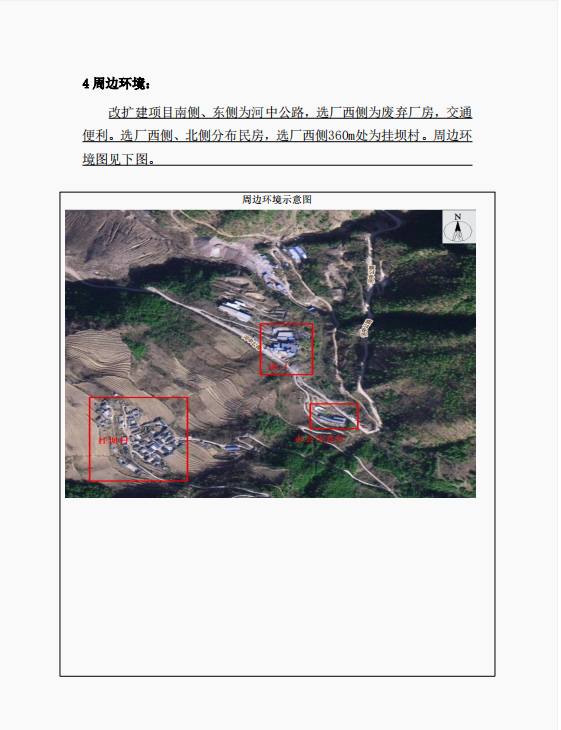 4 周边环境：
改扩建项目南侧、东侧为河中公路，选厂西侧为废弃厂房，交通
便利。选厂西侧、北侧分布民房，选厂西侧360m处为挂坝村。周边环
境图见下图。
周边环境示意图
N
挂坝村